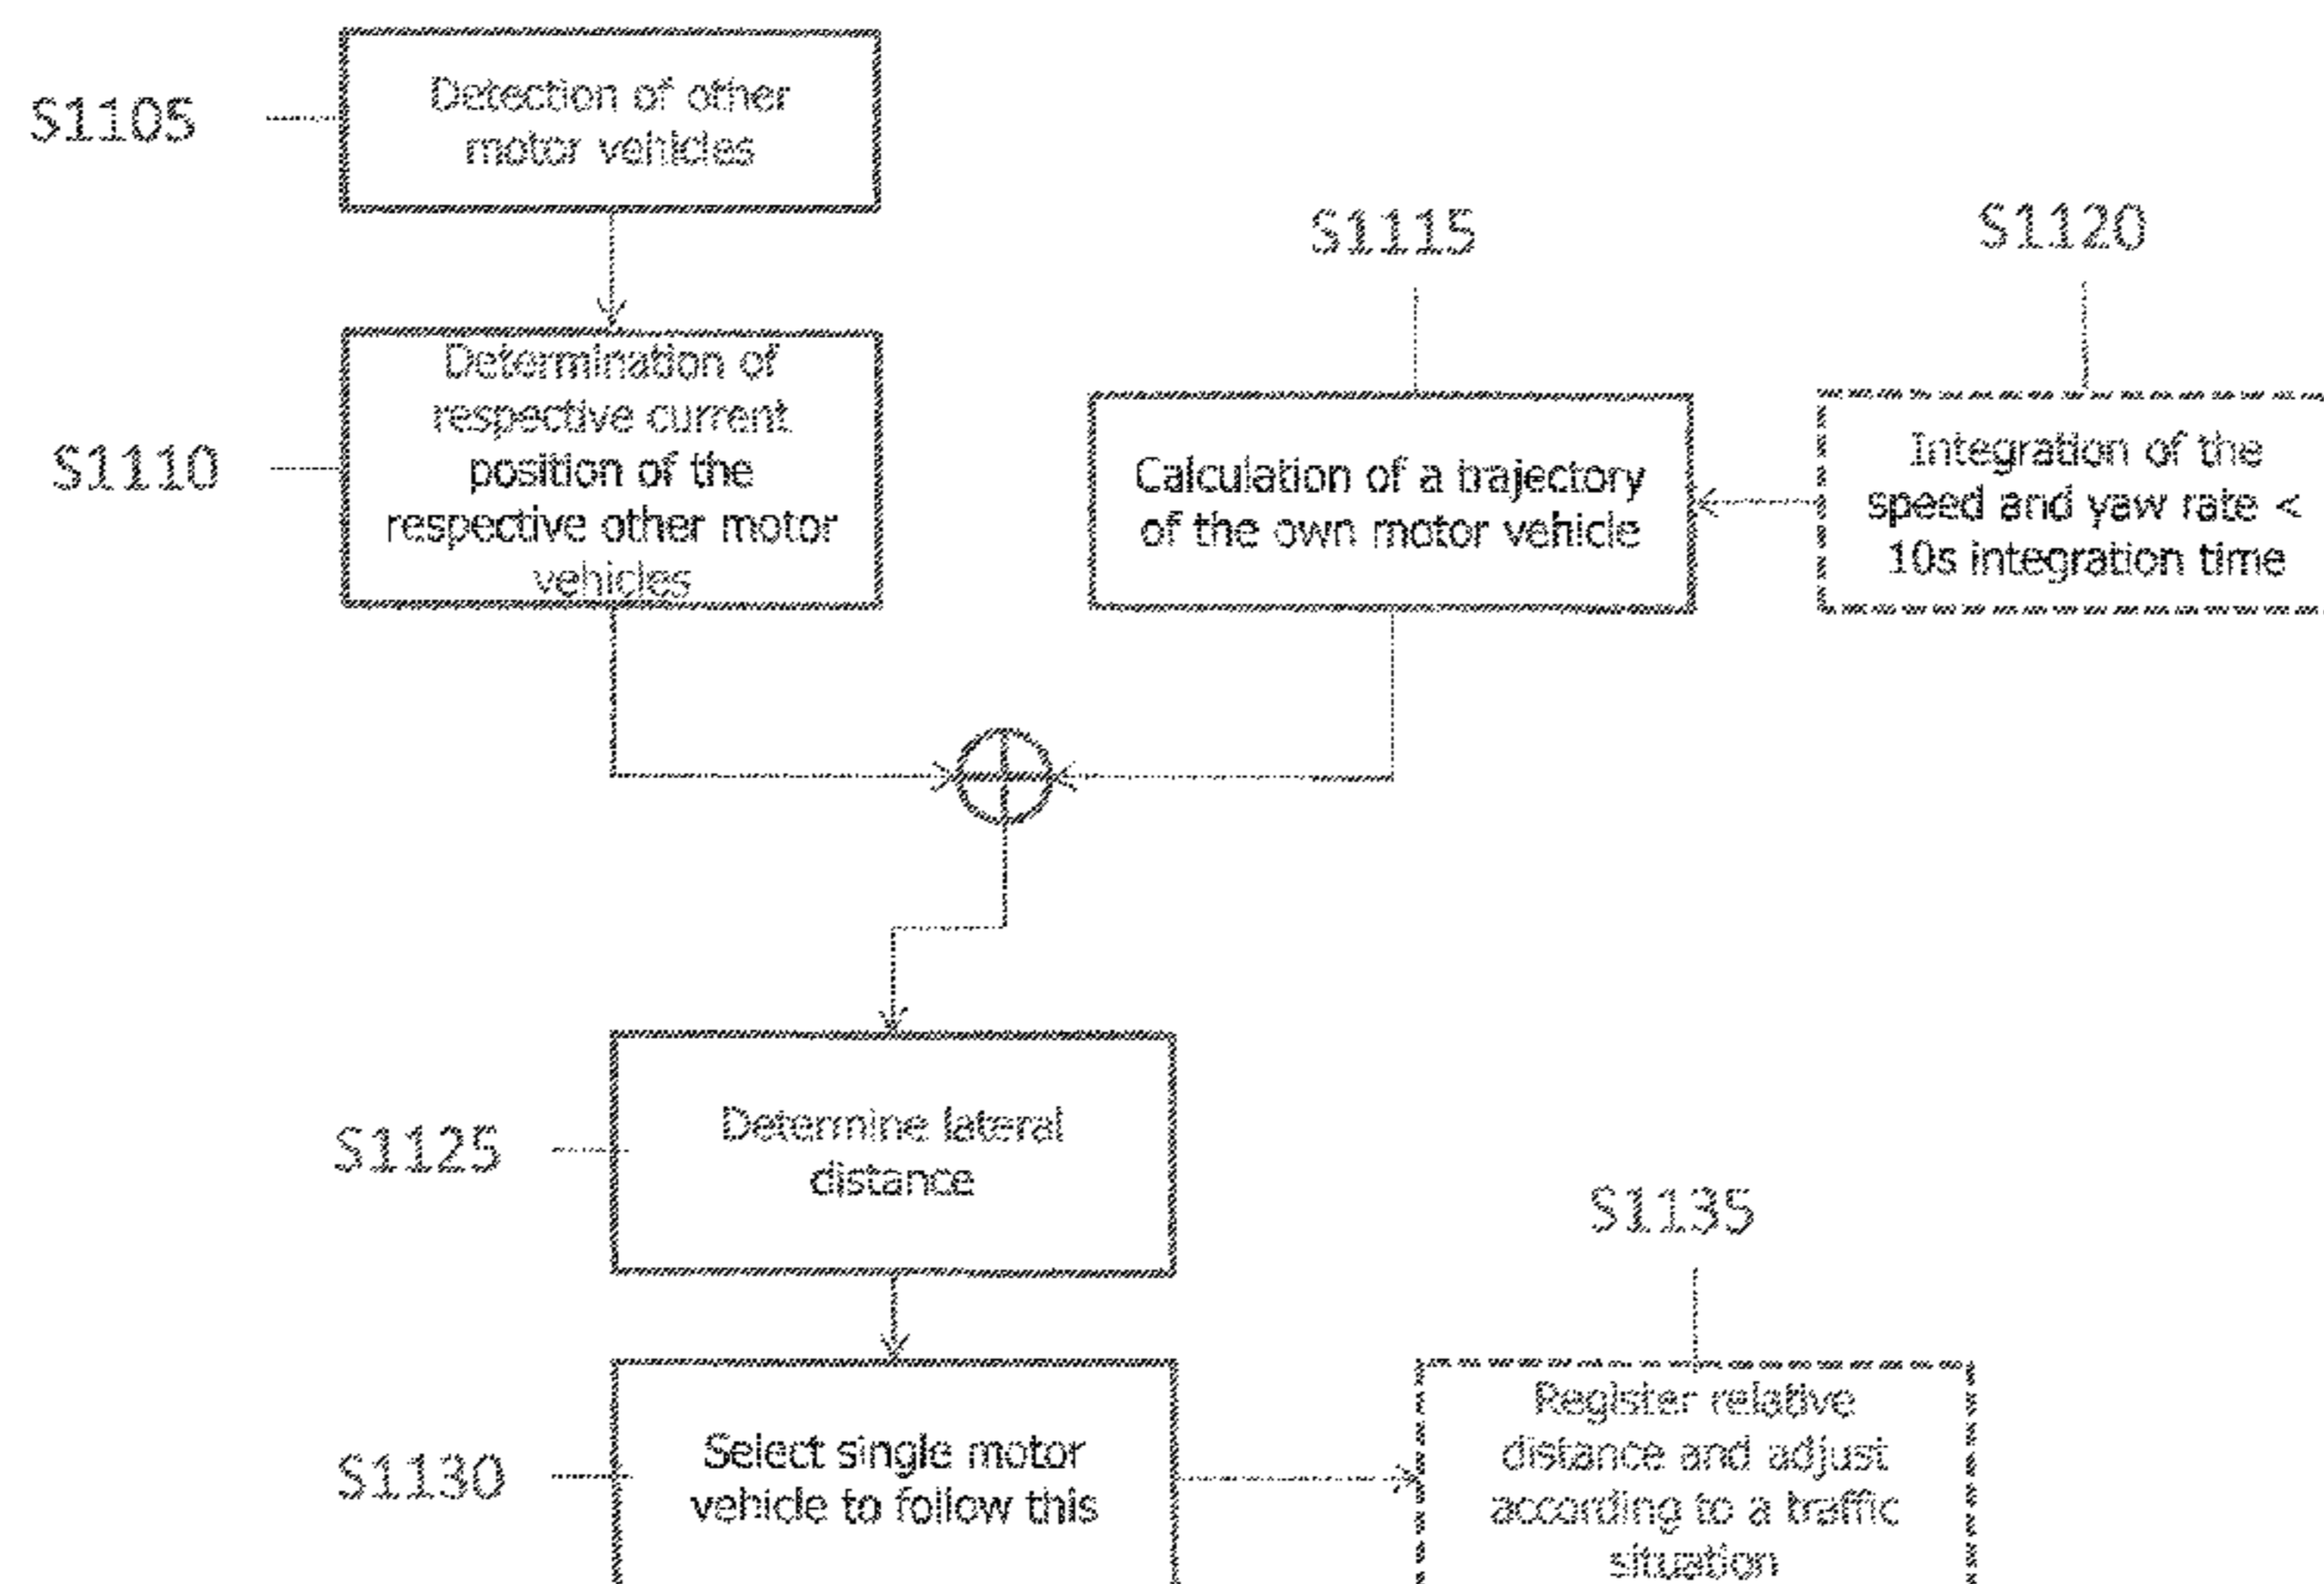 S1105
Detection of other
motor vehicles
S1110
Determination of
respective current
position of the
respective other motor
vehicles
S1115
Calculation of a trajectory
of the own motor vehicle
S1120
Integration of the
speed and yaw rate <
10s integration time
S1125
Determine lateral
distance
S1130
Select single motor
vehicle to follow this
S1135
Register relative
distance and adjust
according to a traffic
situation